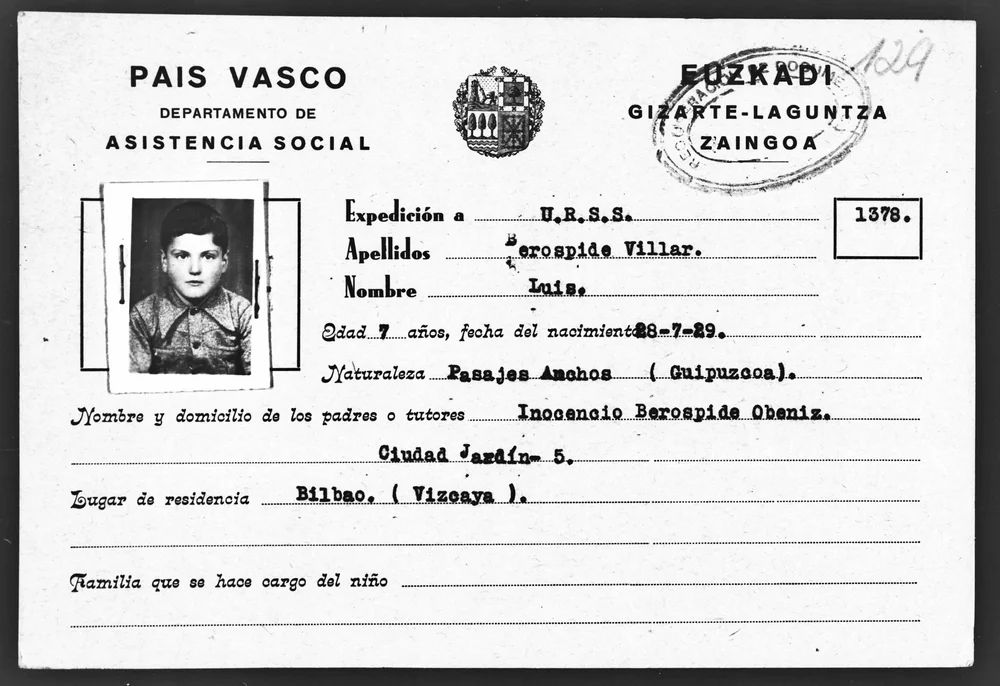 PAIS VASCO
DEPARTAMENTO DE
ASISTENCIA SOCIAL
EUZKADI
GIZARTE-LAGUNTZA
ZAINGOA
129
Expedición a U.R.S.S.
1378.
Apellidos Berospide Villar.
Nombre Luis.
Edad 7 años, fecha del nacimiento 28-7-29.
Naturaleza Pasajes Anchos ( Guipuzcoa).
Nombre y domicilio de los padres o tutores Inocencio Berospide Obeniz.
Ciudad Jardín- 5.
Lugar de residencia Bilbao. ( Vizcaya ).
Familia que se hace cargo del niño